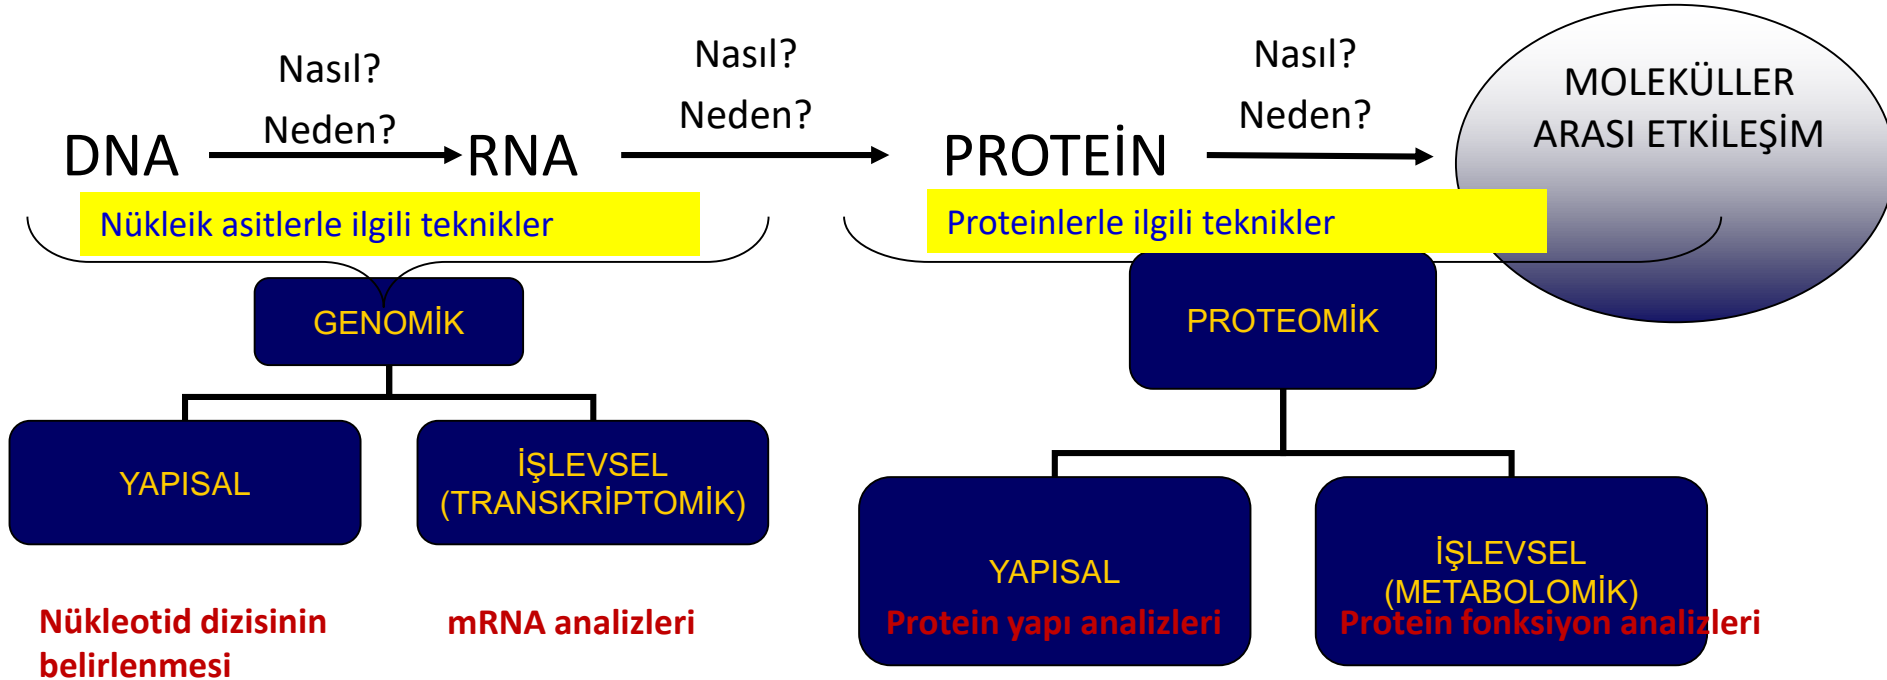 Nasıl?
Neden?
Nasıl?
Neden?
Nasıl?
Neden?
DNA
RNA
PROTEİN
MOLEKÜLLER
ARASI ETKİLEŞİM
Nükleik asitlerle ilgili teknikler
Proteinlerle ilgili teknikler
GENOMİK
PROTEOMİK
YAPISAL
İŞLEVSEL
(TRANSKRİPTOMİK)
YAPISAL
İŞLEVSEL
(METABOLOMİK)
Nükleotid dizisinin
belirlenmesi
mRNA analizleri
Protein yapı analizleri
Protein fonksiyon analizleri